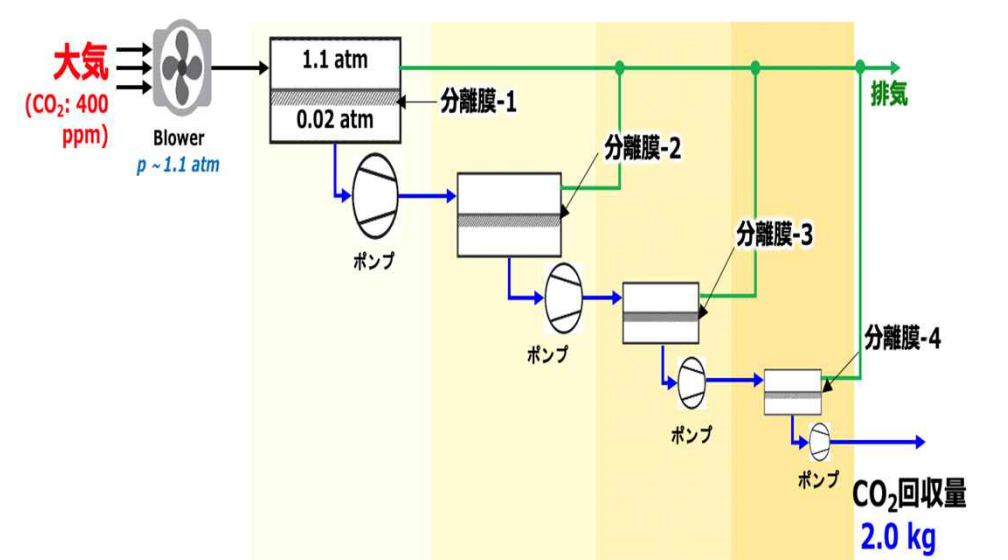 大気
(CO₂: 400
ppm)
Blower
p ~1.1 atm
1.1 atm
0.02 atm
分離膜-1
排気
ポンプ
分離膜-2
ポンプ
分離膜-3
ポンプ
分離膜-4
ポンプ
CO₂回収量
2.0 kg